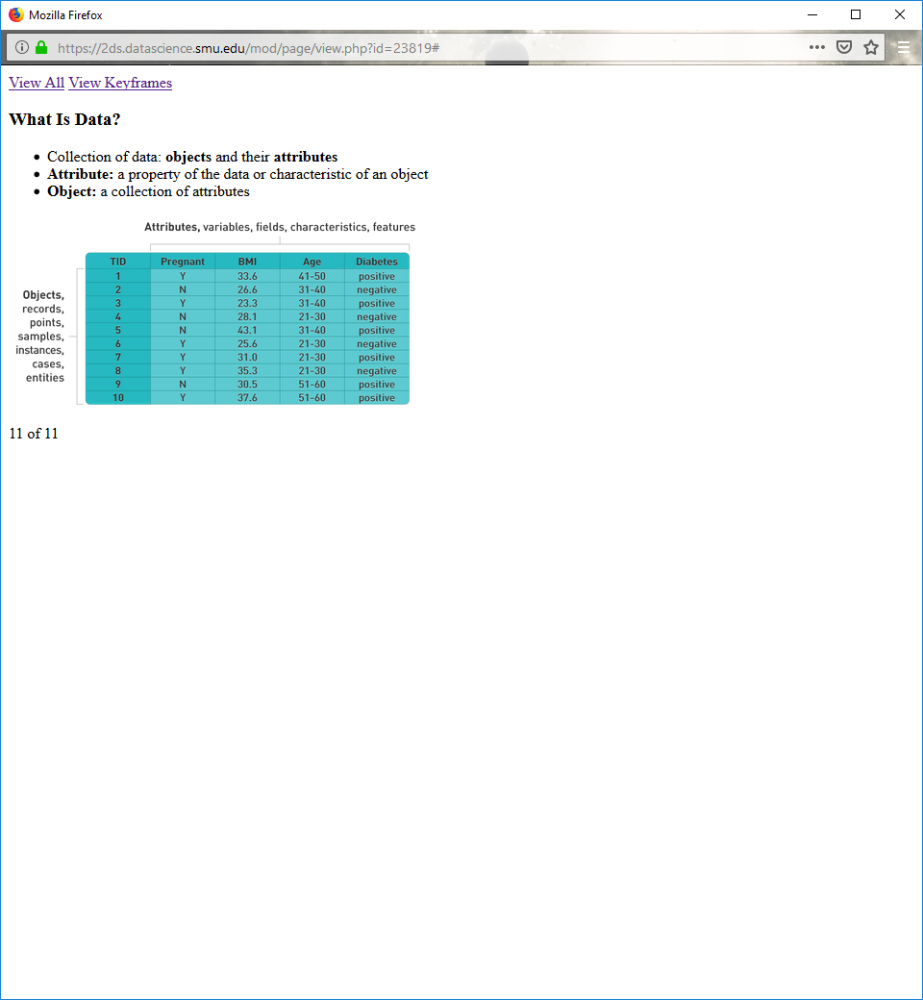 Mozilla Firefox
https://2ds.datascience.smu.edu/mod/page/view.php?id=23819#
View All View Keyframes
What Is Data?
• Collection of data: objects and their attributes
• Attribute: a property of the data or characteristic of an object
• Object: a collection of attributes
Attributes, variables, fields, characteristics, features
Objects,
records,
points,
samples,
instances,
cases,
entities
TID Pregnant BMI Age Diabetes
1 Y 33.6 41-50 positive
2 N 26.6 31-40 negative
3 Y 23.3 31-40 positive
4 N 28.1 21-30 negative
5 N 43.1 31-40 positive
6 Y 25.6 21-30 negative
7 Y 31.0 21-30 positive
8 Y 35.3 21-30 negative
9 N 30.5 51-60 positive
10 Y 37.6 51-60 positive
11 of 11